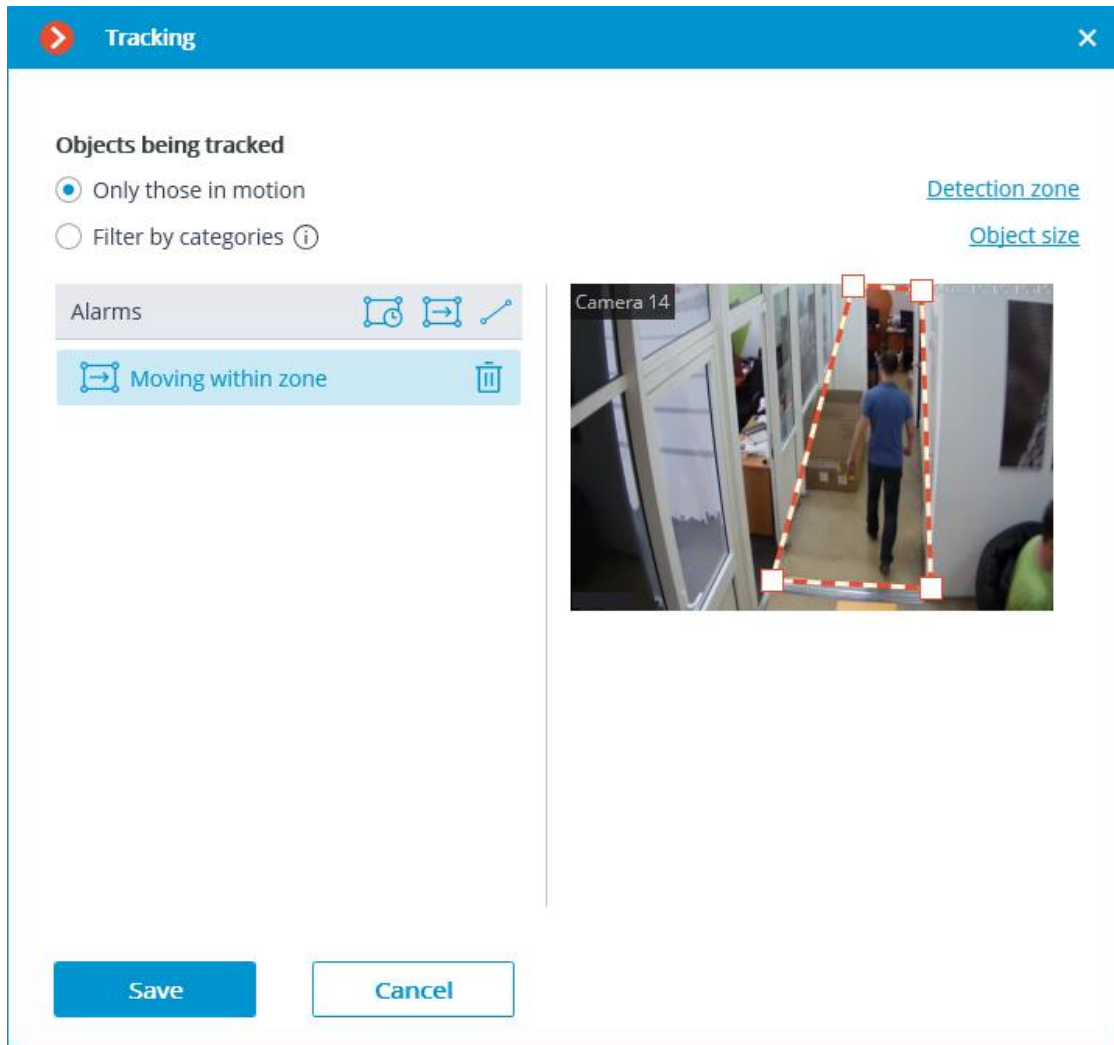 Tracking
Objects being tracked
Only those in motion
Detection zone
Filter by categories
Object size
Alarms
Camera 14
Moving within zone
Save
Cancel